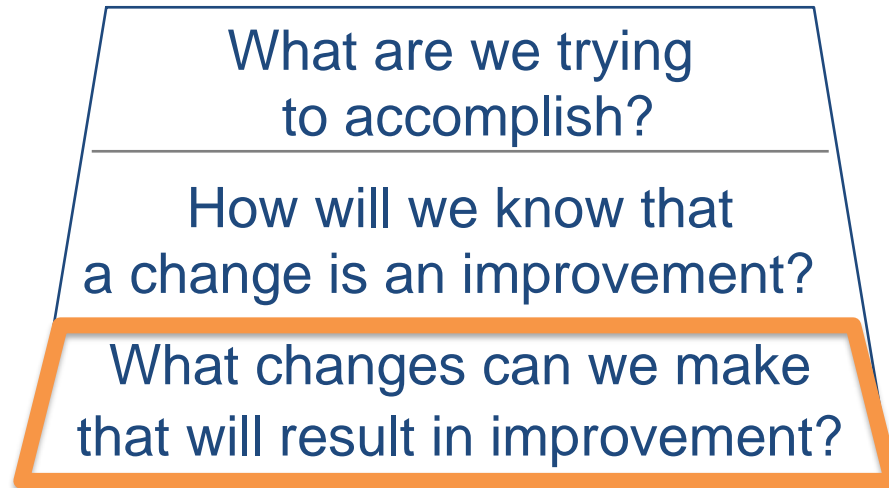 What are we trying
to accomplish?
How will we know that
a change is an improvement?
What changes can we make
that will result in improvement?